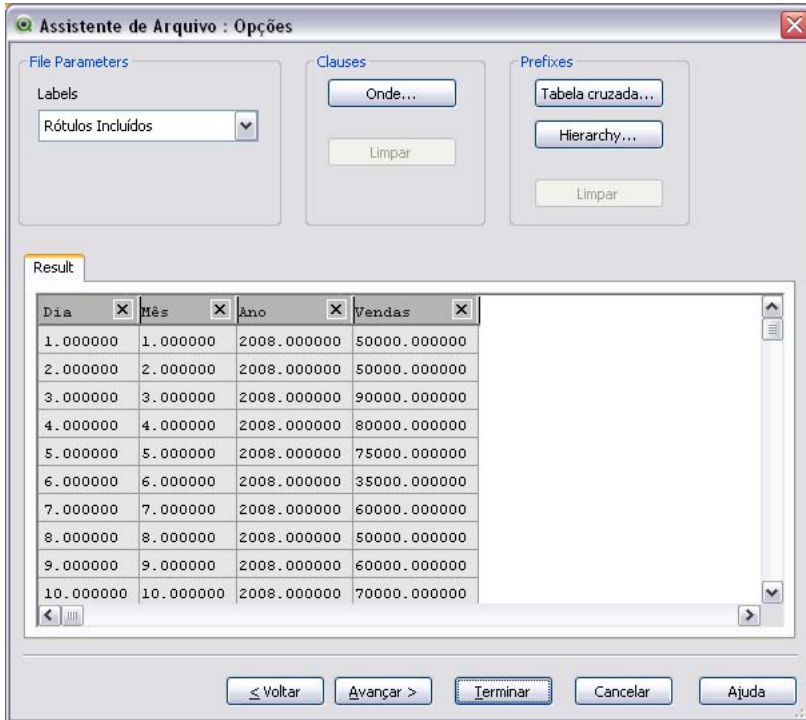 Assistente de Arquivo : Opções
File Parameters
Labels
Rótulos Incluídos
Clauses
Onde...
Limpar
Prefixes
Tabela cruzada...
Hierarchy...
Limpar
Result
Dia Mês Ano Vendas
1.000000 1.000000 2008.000000 50000.000000
2.000000 2.000000 2008.000000 50000.000000
3.000000 3.000000 2008.000000 90000.000000
4.000000 4.000000 2008.000000 80000.000000
5.000000 5.000000 2008.000000 75000.000000
6.000000 6.000000 2008.000000 35000.000000
7.000000 7.000000 2008.000000 60000.000000
8.000000 8.000000 2008.000000 50000.000000
9.000000 9.000000 2008.000000 60000.000000
10.000000 10.000000 2008.000000 70000.000000
< Voltar Avançar > Terminar Cancelar Ajuda